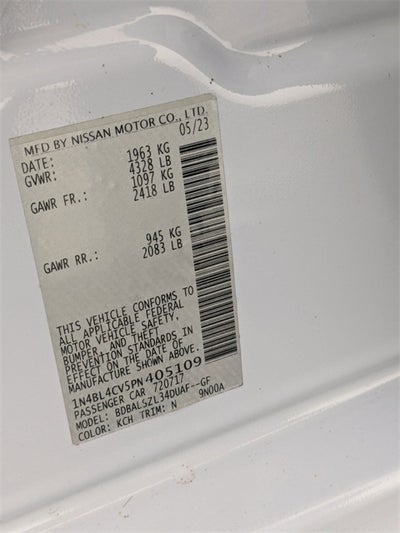 MFD BY NISSAN MOTOR CO., LTD.
DATE: 05/23
GVWR: 1963 KG
4328 LB
GAWR FR.: 1097 KG
2418 LB
GAWR RR.: 945 KG
2083 LB
THIS VEHICLE CONFORMS TO
ALL APPLICABLE FEDERAL
MOTOR VEHICLE SAFETY,
BUMPER, AND THEFT
PREVENTION STANDARDS IN
EFFECT ON THE DATE OF
MANUFACTURE SHOWN ABOVE.
1N4BL4CV5PN405109
PASSENGER CAR 720717
MODEL: BDBALSZL34DUAF--GF
COLOR: KCH TRIM: N 9N00A